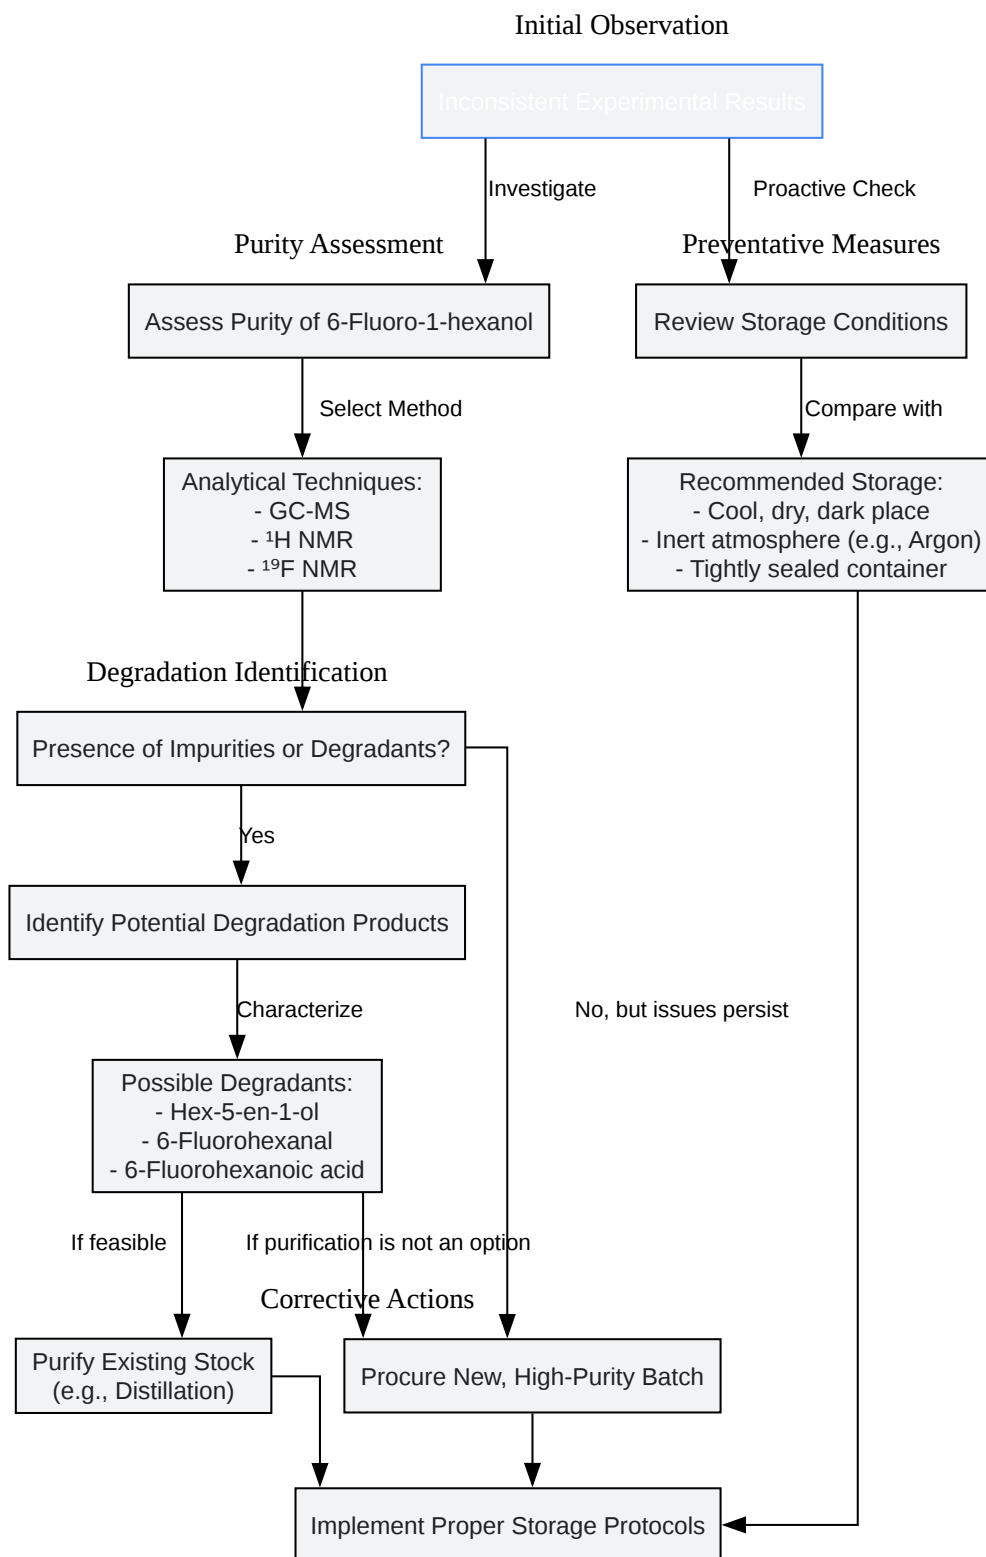 Initial Observation
Inconsistent Experimental Results
Investigate
Proactive Check
Purity Assessment
Preventative Measures
Assess Purity of 6-Fluoro-1-hexanol
Review Storage Conditions
Select Method
Compare with
Analytical Techniques:
- GC-MS
- ¹H NMR
- ¹⁹F NMR
Recommended Storage:
- Cool, dry, dark place
- Inert atmosphere (e.g., Argon)
- Tightly sealed container
Degradation Identification
Presence of Impurities or Degradants?
Yes
Identify Potential Degradation Products
Characterize
No, but issues persist
Possible Degradants:
- Hex-5-en-1-ol
- 6-Fluorohexanal
- 6-Fluorohexanoic acid
If feasible
If purification is not an option
Corrective Actions
Purify Existing Stock
(e.g., Distillation)
Procure New, High-Purity Batch
Implement Proper Storage Protocols